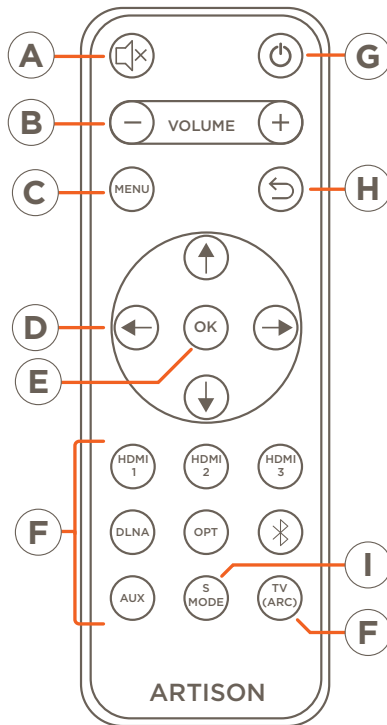 A
G
B
VOLUME
C
MENU
H
D
OK
E
HDMI
1
HDMI
2
HDMI
3
F
DLNA
OPT
I
AUX
S
MODE
TV
(ARC)
F
ARTISON